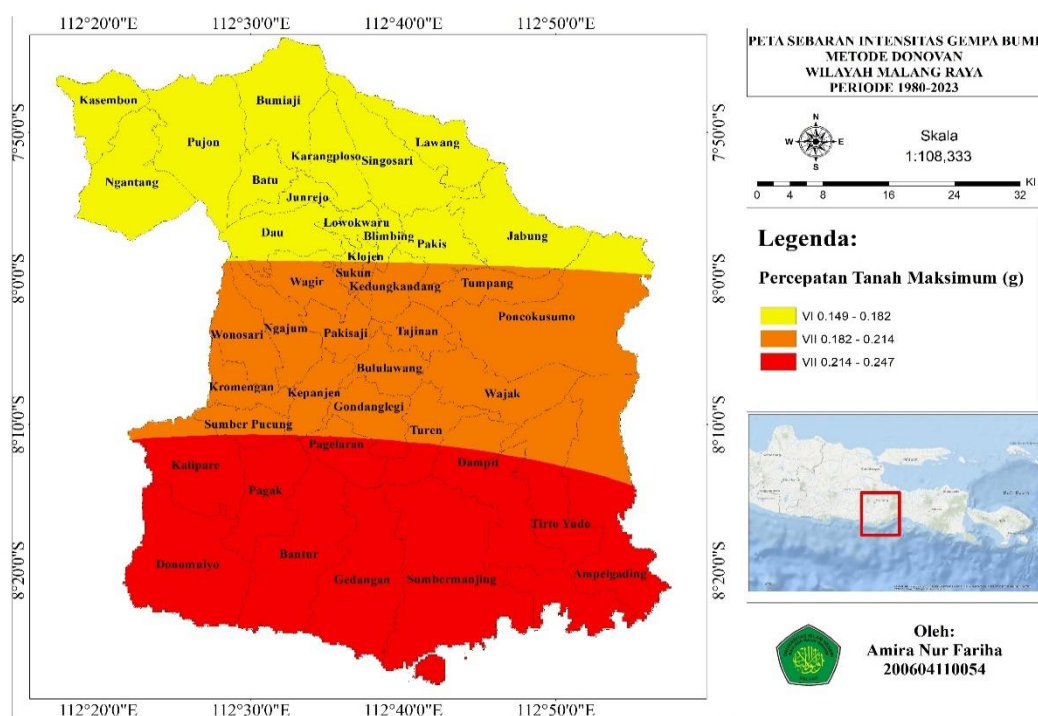 112°20'0"E 112°30'0"E 112°40'0"E 112°50'0"E
7°50'0"S
8°0'0"S
8°10'0"S
8°20'0"S
Kasembon
Bumiaji
Pujon
Lawang
Karangploso
Singosari
Ngantang
Batu
Junrejo
Lowokwaru
Dau
Blimbing
Pakis
Jabung
Klojen
Sukun
Wagir
Kedungkandang
Tumpang
Poncokusumo
Wonosari
Ngajum
Pakisaji
Tajinan
Bululawang
Kromengan
Kepanjen
Wajak
Gondanglegi
Sumber Pucung
Turen
Pagelaran
Kalipare
Dampit
Pagak
Tirto Yudo
Donomulyo
Bantur
Gedangan
Sumbermanjing
Ampelgading
7°50'0"S
8°0'0"S
8°10'0"S
8°20'0"S
112°20'0"E 112°30'0"E 112°40'0"E 112°50'0"E
PETA SEBARAN INTENSITAS GEMPA BUMI
METODE DONOVAN
WILAYAH MALANG RAYA
PERIODE 1980-2023
N
W E
S
Skala
1:108,333
KI
0 4 8 16 24 32
Legenda:
Percepatan Tanah Maksimum (g)
VI 0.149 - 0.182
VII 0.182 - 0.214
VII 0.214 - 0.247
Oleh:
Amira Nur Fariha
200604110054